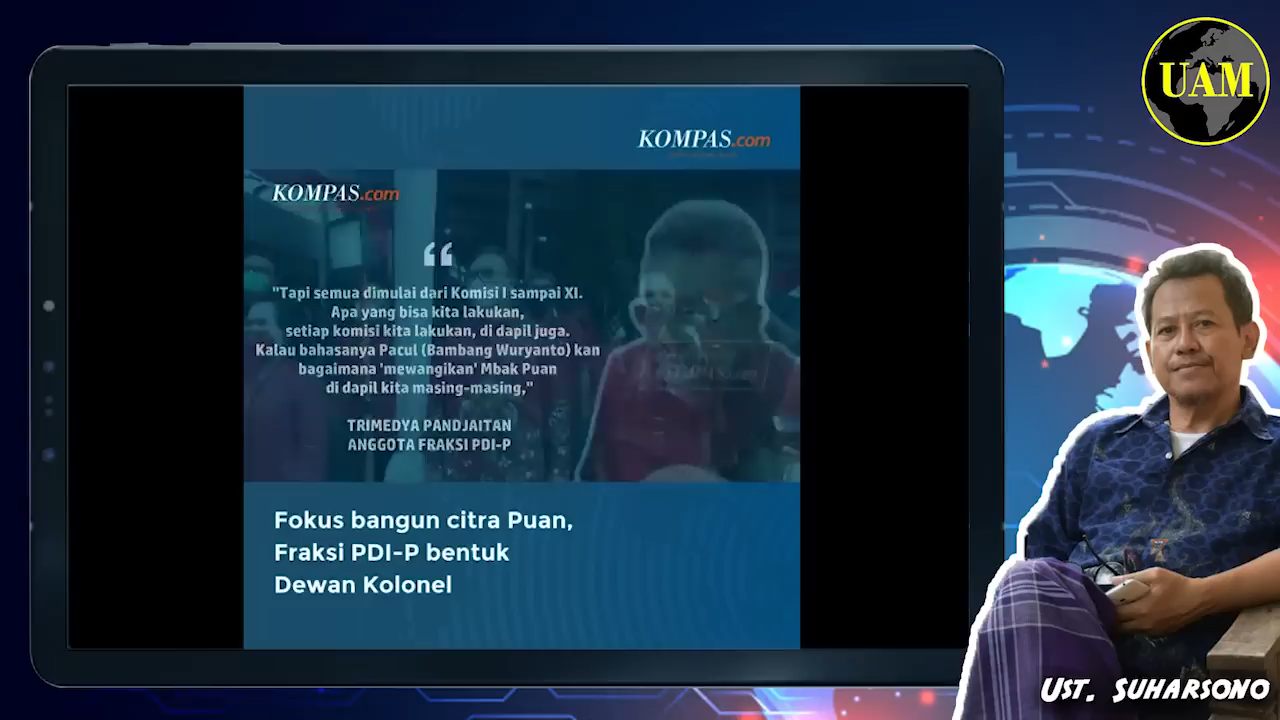 UAM
KOMPAS.com
KOMPAS.com
“
"Tapi semua dimulai dari Komisi I sampai XI.
Apa yang bisa kita lakukan,
setiap komisi kita lakukan, di dapil juga.
Kalau bahasanya Pacul (Bambang Wuryanto) kan
bagaimana 'mewangikan' Mbak Puan
di dapil kita masing-masing,"
TRIMEDYA PANDJAITAN
ANGGOTA FRAKSI PDI-P
Fokus bangun citra Puan,
Fraksi PDI-P bentuk
Dewan Kolonel
UST. SUHARSONO